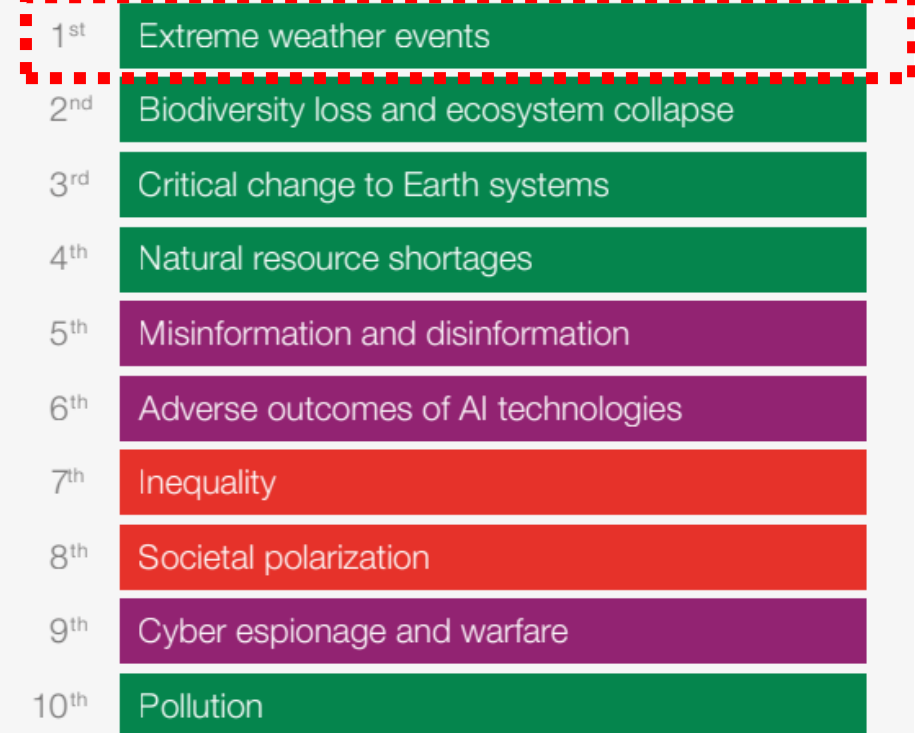 1st Extreme weather events
2nd Biodiversity loss and ecosystem collapse
3rd Critical change to Earth systems
4th Natural resource shortages
5th Misinformation and disinformation
6th Adverse outcomes of AI technologies
7th Inequality
8th Societal polarization
9th Cyber espionage and warfare
10th Pollution